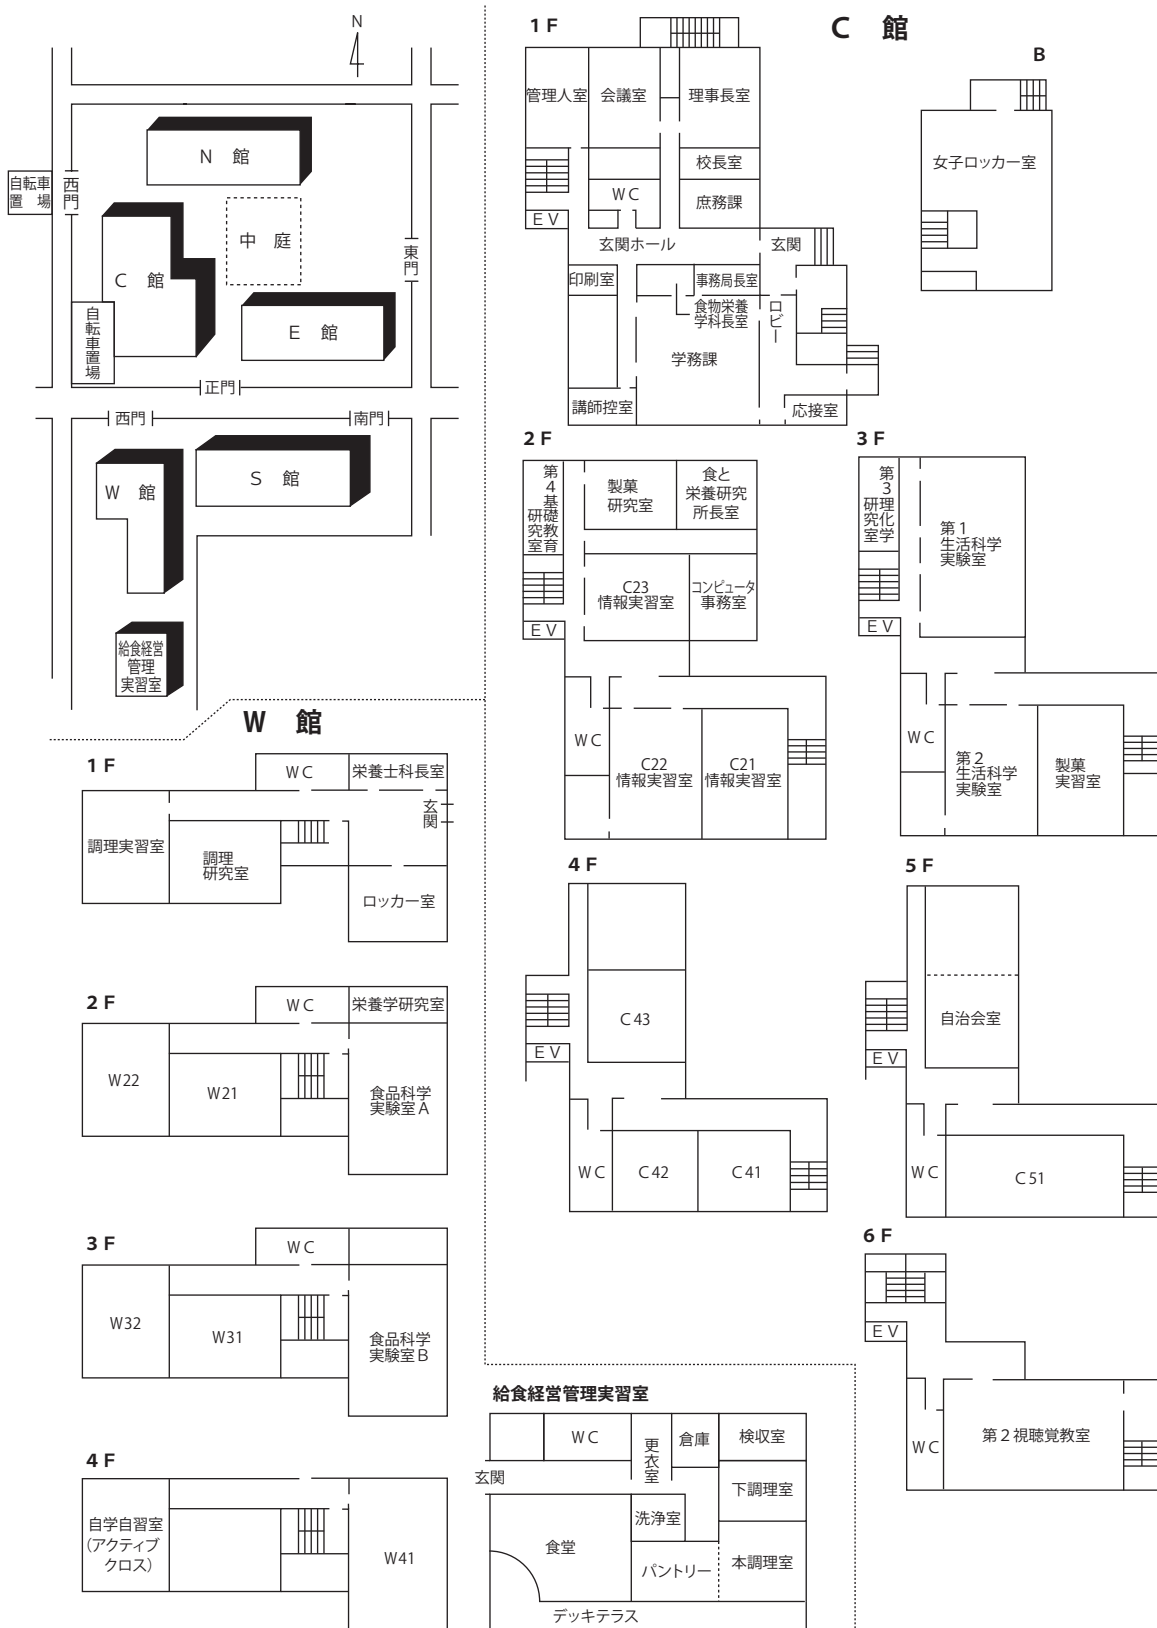 N
N 館
自転車
置 場
西門
中 庭
東門
C 館
自転車置場
E 館
正門
西門
南門
W 館
S 館
給食経営
管理
実習室
C 館
1 F
管理人室
会議室
理事長室
校長室
WC
庶務課
EV
玄関ホール
玄関
印刷室
事務局長室
食物栄養
学科長室
ロビー
学務課
講師控室
応接室
B
女子ロッカー室
2 F
第4基礎教育
研究室
製菓
研究室
食と
栄養研究
所長室
C23
情報実習室
コンピュータ
事務室
EV
WC
C22
情報実習室
C21
情報実習室
3 F
第3理化学
研究室
第1
生活科学
実験室
EV
WC
第2
生活科学
実験室
製菓
実習室
4 F
C43
EV
WC
C42
C41
5 F
自治会室
EV
WC
C51
6 F
EV
WC
第2視聴覚教室
W 館
1 F
WC
栄養士科長室
玄関
調理実習室
調理
研究室
ロッカー室
2 F
WC
栄養学研究室
W22
W21
食品科学
実験室A
3 F
WC
W32
W31
食品科学
実験室B
4 F
自学自習室
(アクティブ
クロス)
W41
給食経営管理実習室
WC
更衣室
倉庫
検収室
玄関
下調理室
洗浄室
食堂
パントリー
本調理室
デッキテラス